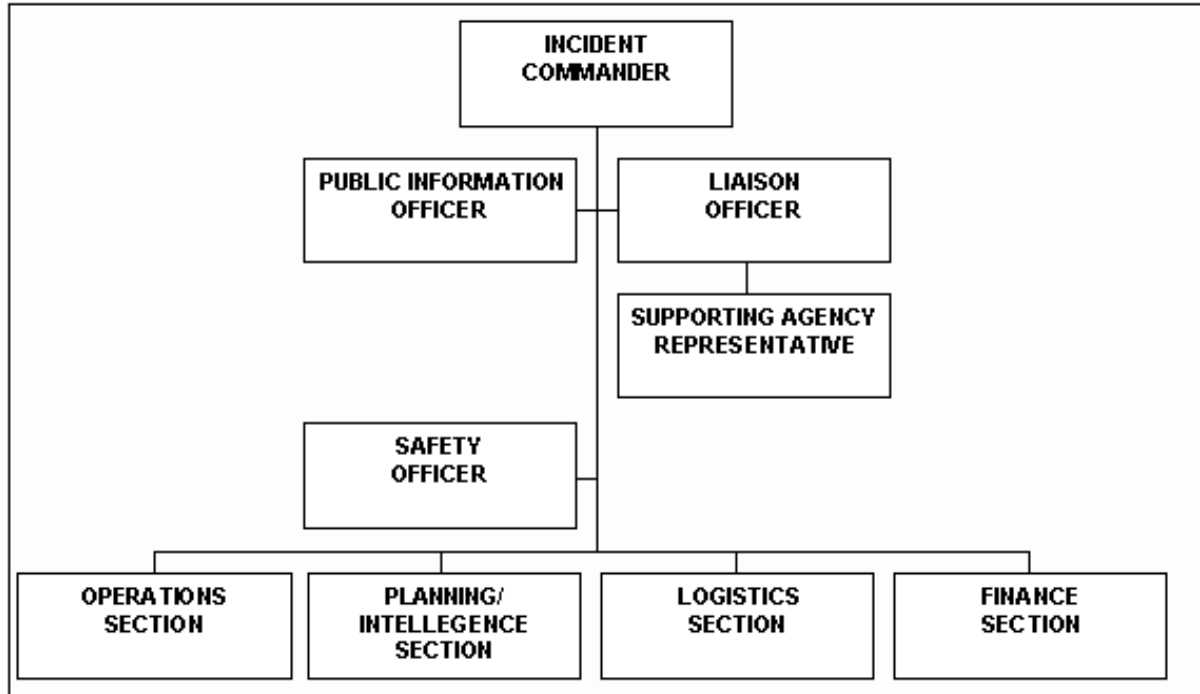 INCIDENT
COMMANDER
PUBLIC INFORMATION
OFFICER
LIAISON
OFFICER
SUPPORTING AGENCY
REPRESENTATIVE
SAFETY
OFFICER
OPERATIONS
SECTION
PLANNING/
INTELLEGENCE
SECTION
LOGISTICS
SECTION
FINANCE
SECTION